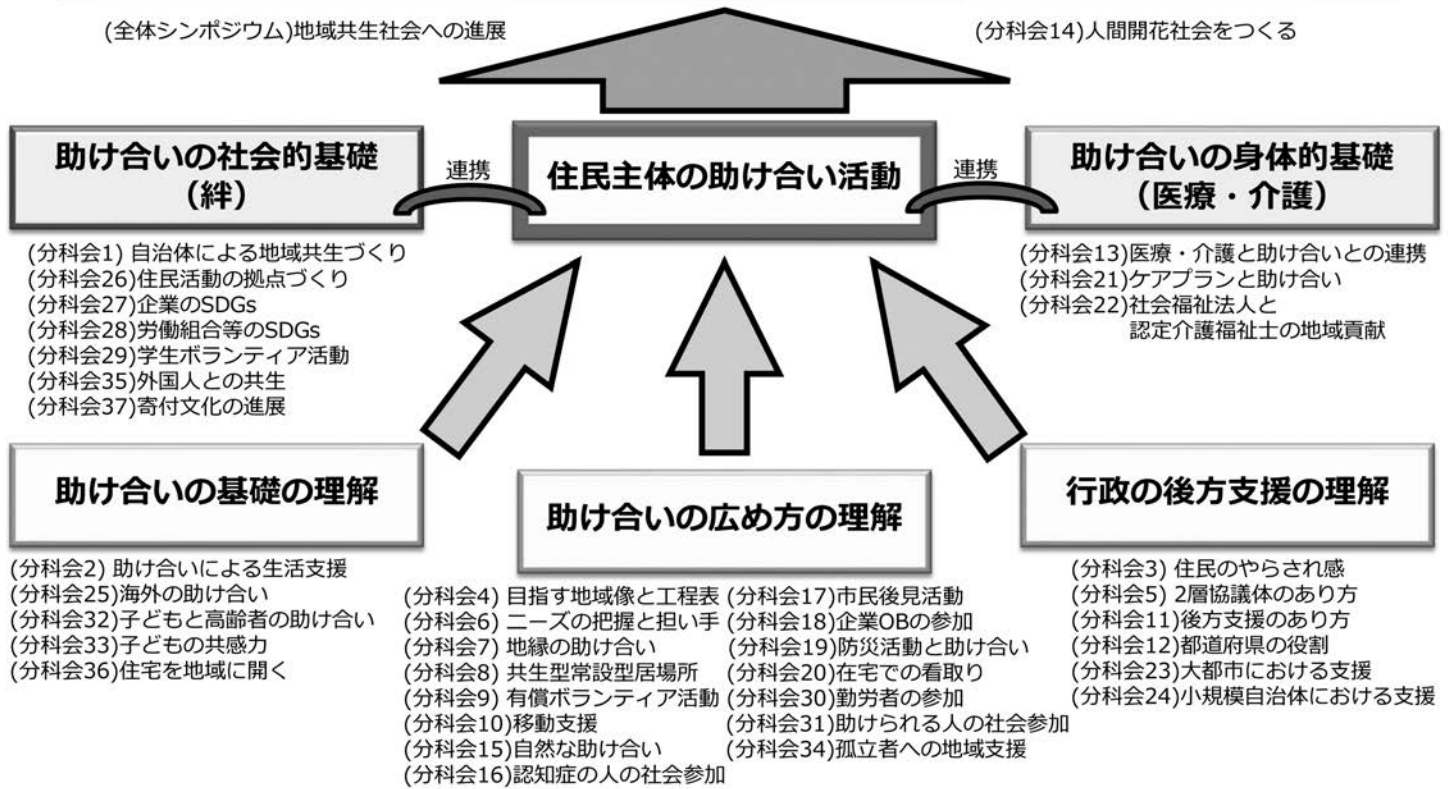 (全体シンポジウム)地域共生社会への進展
(分科会14)人間開花社会をつくる
助け合いの社会的基礎
(絆)
連携
住民主体の助け合い活動
連携
助け合いの身体的基礎
(医療・介護)
(分科会1) 自治体による地域共生づくり
(分科会26)住民活動の拠点づくり
(分科会27)企業のSDGs
(分科会28)労働組合等のSDGs
(分科会29)学生ボランティア活動
(分科会35)外国人との共生
(分科会37)寄付文化の進展
(分科会13)医療・介護と助け合いとの連携
(分科会21)ケアプランと助け合い
(分科会22)社会福祉法人と
認定介護福祉士の地域貢献
助け合いの基礎の理解
(分科会2) 助け合いによる生活支援
(分科会25)海外の助け合い
(分科会32)子どもと高齢者の助け合い
(分科会33)子どもの共感力
(分科会36)住宅を地域に開く
助け合いの広め方の理解
(分科会4) 目指す地域像と工程表
(分科会6) ニーズの把握と担い手
(分科会7) 地縁の助け合い
(分科会8) 共生型常設型居場所
(分科会9) 有償ボランティア活動
(分科会10)移動支援
(分科会15)自然な助け合い
(分科会16)認知症の人の社会参加
(分科会17)市民後見活動
(分科会18)企業OBの参加
(分科会19)防災活動と助け合い
(分科会20)在宅での看取り
(分科会30)勤労者の参加
(分科会31)助けられる人の社会参加
(分科会34)孤立者への地域支援
行政の後方支援の理解
(分科会3) 住民のやらされ感
(分科会5) 2層協議体のあり方
(分科会11)後方支援のあり方
(分科会12)都道府県の役割
(分科会23)大都市における支援
(分科会24)小規模自治体における支援